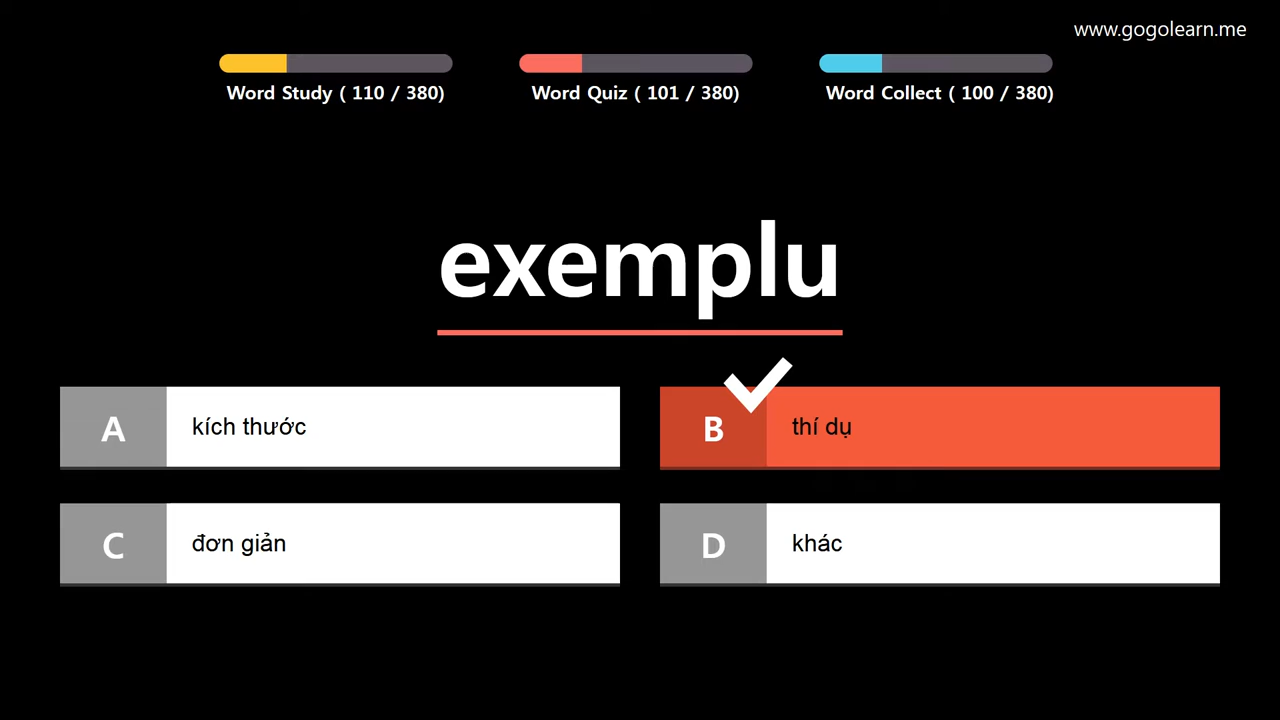 www.gogolearn.me
Word Study ( 110 / 380)
Word Quiz ( 101 / 380)
Word Collect ( 100 / 380)
exemplu
A kích thước
B thí dụ
C đơn giản
D khác